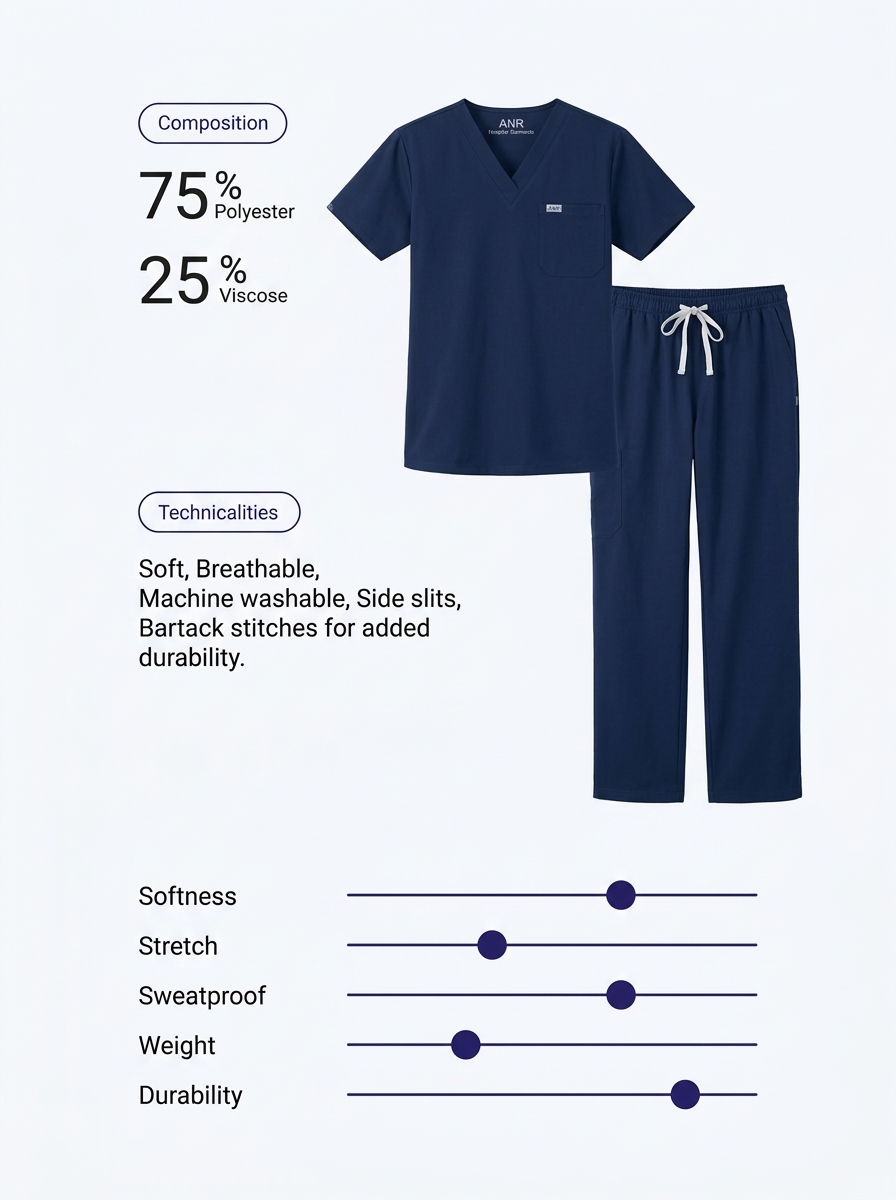 Composition
75%
Polyester
25%
Viscose
ANR
Technicalities
Soft, Breathable,
Machine washable, Side slits,
Bartack stitches for added
durability.
Softness
Stretch
Sweatproof
Weight
Durability